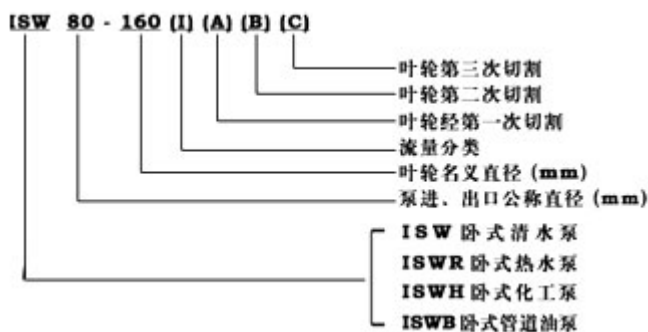 ISW 80 - 160 (I) (A) (B) (C)
叶轮第三次切割
叶轮第二次切割
叶轮经第一次切割
流量分类
叶轮名义直径 (mm)
泵进、出口公称直径 (mm)
ISW 卧式清水泵
ISWR 卧式热水泵
ISWH 卧式化工泵
ISWB 卧式管道油泵